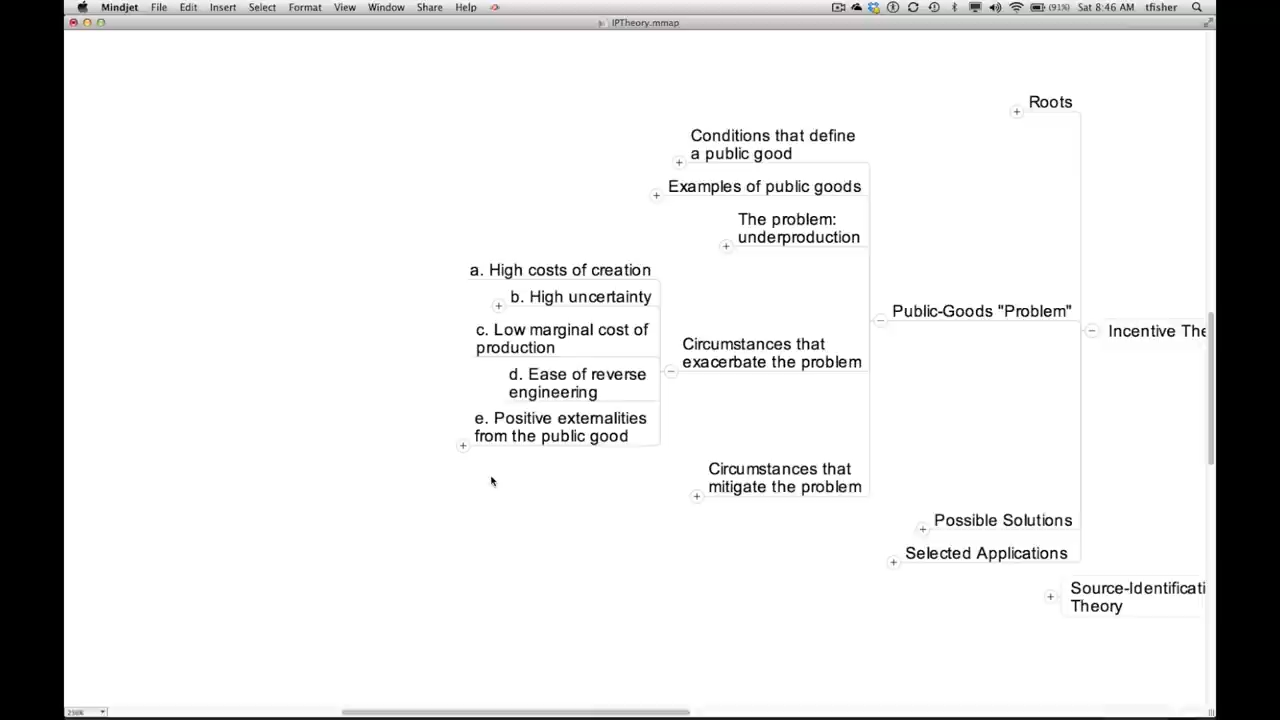 Mindjet File Edit Insert Select Format View Window Share Help
(91%) Sat 8:46 AM tfisher
IPTheory.mmap
Roots
Conditions that define
a public good
Examples of public goods
The problem:
underproduction
a. High costs of creation
b. High uncertainty
c. Low marginal cost of
production
d. Ease of reverse
engineering
e. Positive externalities
from the public good
Circumstances that
exacerbate the problem
Public-Goods "Problem"
Incentive The
Circumstances that
mitigate the problem
Possible Solutions
Selected Applications
Source-Identificati
Theory